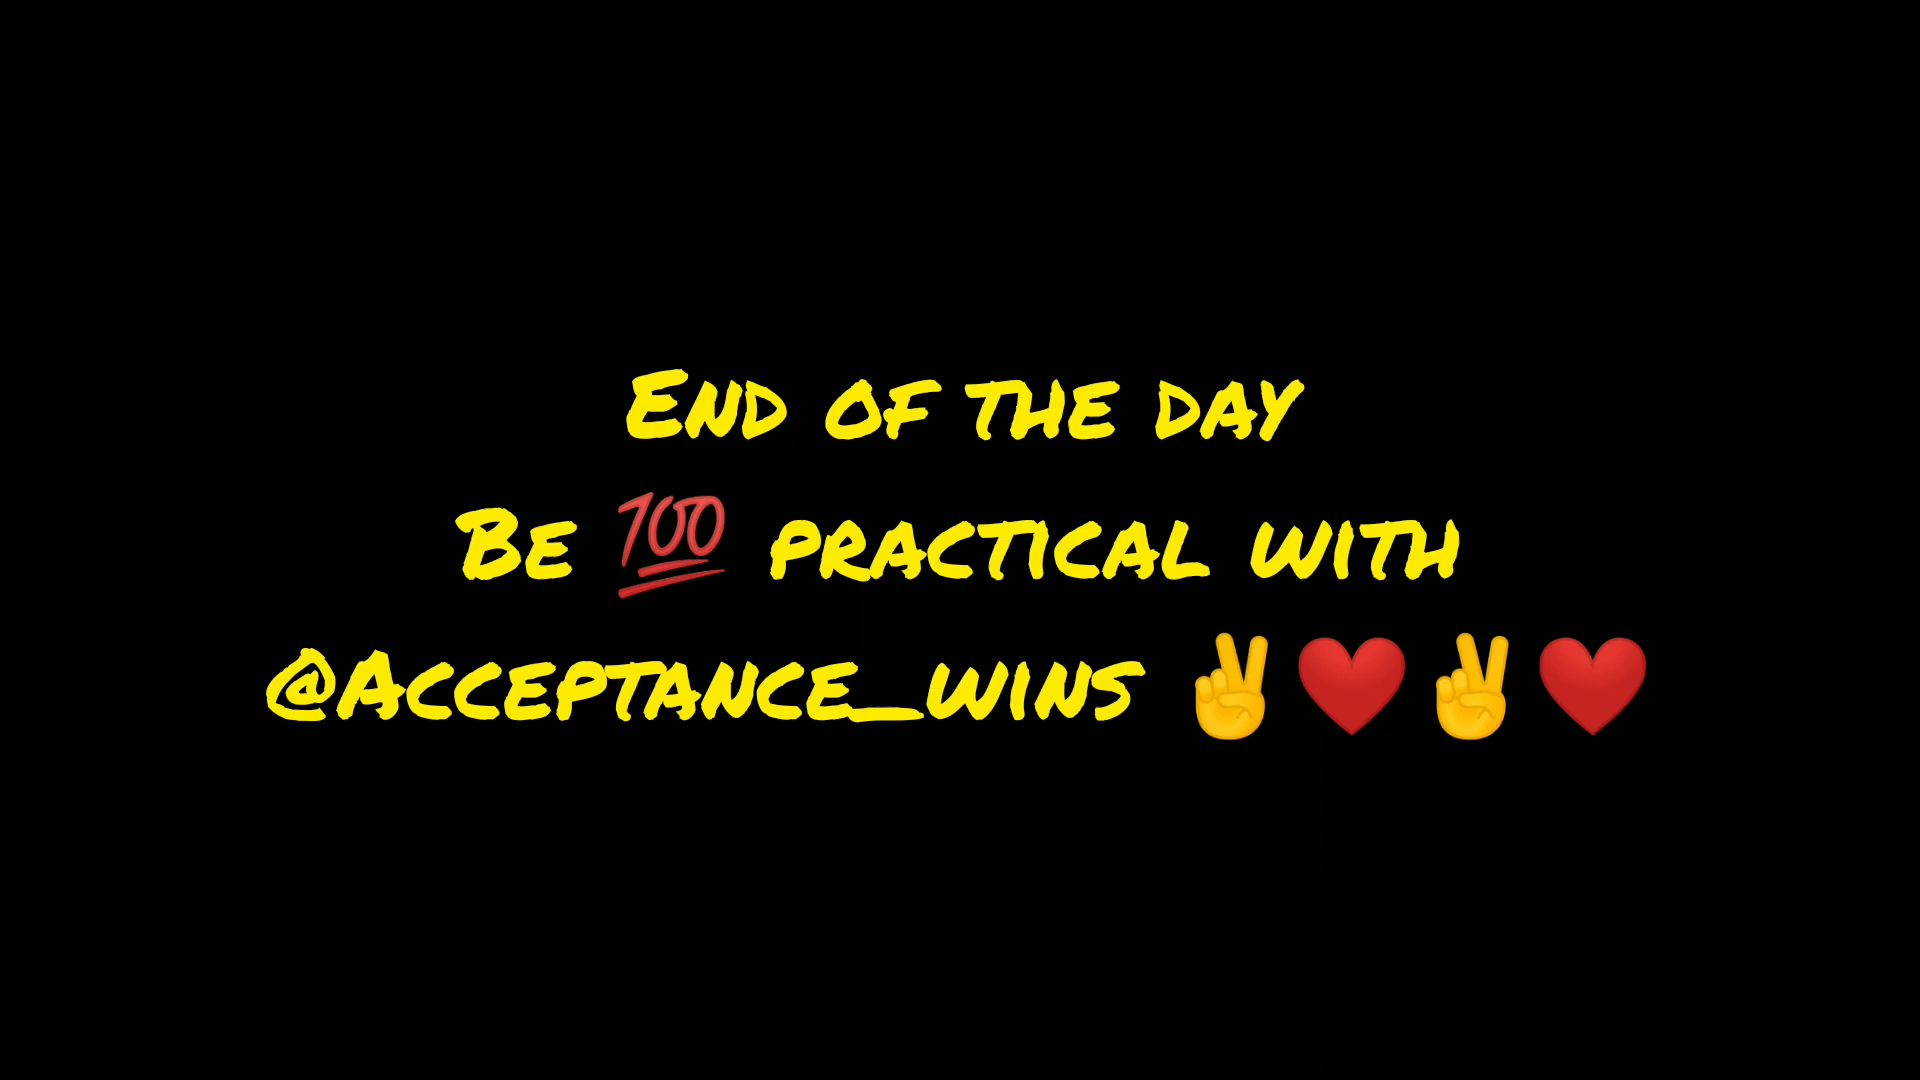 End of the day
Be 💯 practical with
@Acceptance_wins ✌️❤️✌️❤️